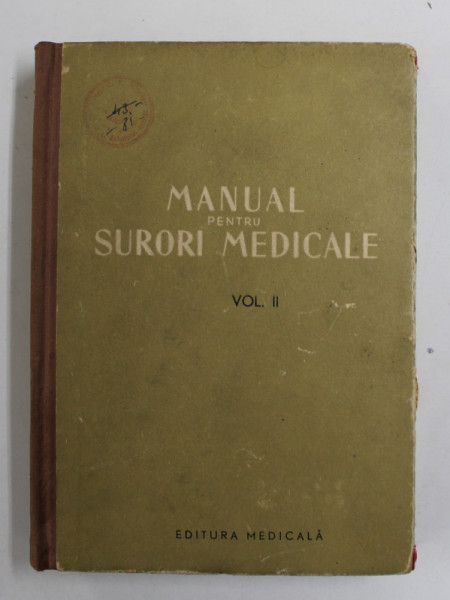 MANUAL
PENTRU
SURORI MEDICALE
VOL. II
EDITURA MEDICALĂ